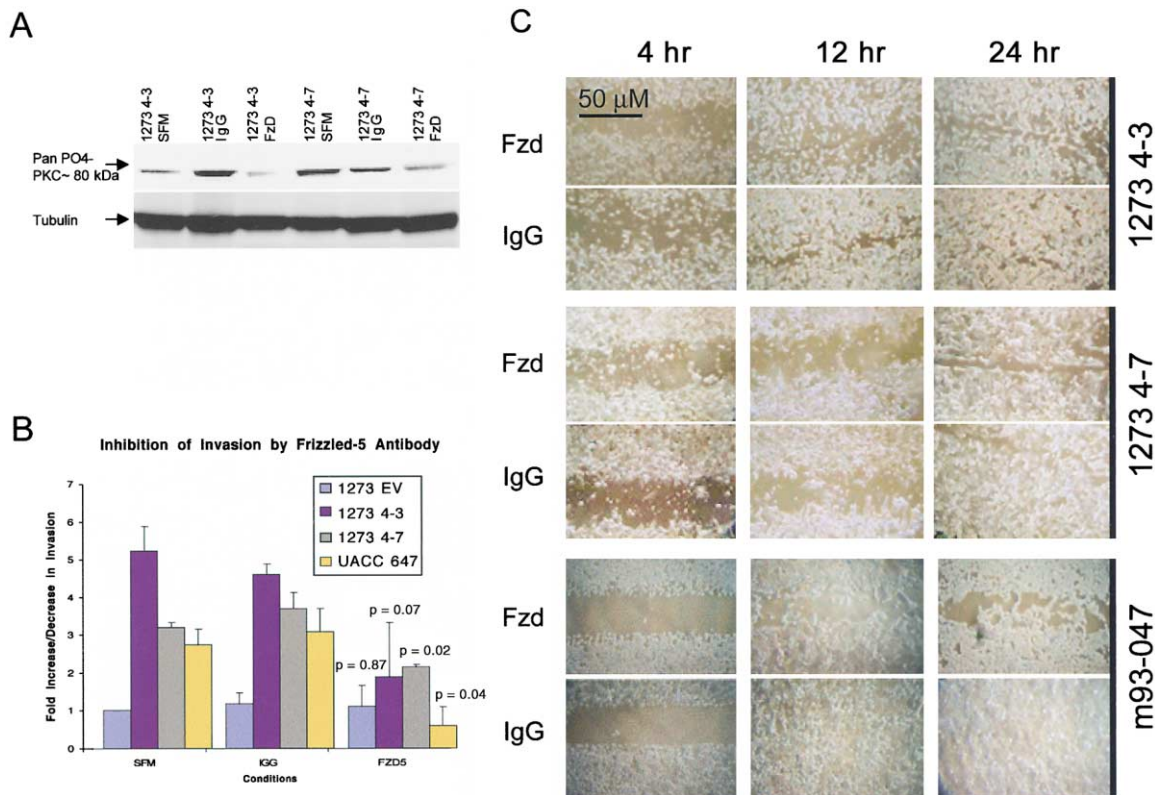 A
1273 4-3
SFM
1273 4-3
IgG
1273 4-3
FzD
1273 4-7
SFM
1273 4-7
IgG
1273 4-7
FzD
Pan PO4-
PKC~ 80 kDa
Tubulin
B
Inhibition of Invasion by Frizzled-5 Antibody
Fold Increase/Decrease in Invasion
7
6
5
4
3
2
1
0
1273 EV
1273 4-3
1273 4-7
UACC 647
p = 0.87
p = 0.07
p = 0.02
p = 0.04
SFM
IGG
FZD5
Conditions
C
4 hr
12 hr
24 hr
50 µM
Fzd
IgG
1273 4-3
Fzd
IgG
1273 4-7
Fzd
IgG
m93-047